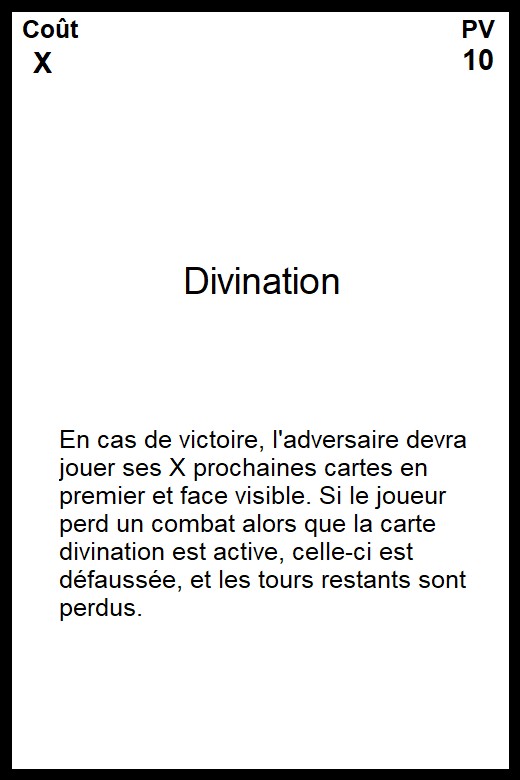 Coût PV
X 10
Divination
En cas de victoire, l'adversaire devra
jouer ses X prochaines cartes en
premier et face visible. Si le joueur
perd un combat alors que la carte
divination est active, celle-ci est
défaussée, et les tours restants sont
perdus.